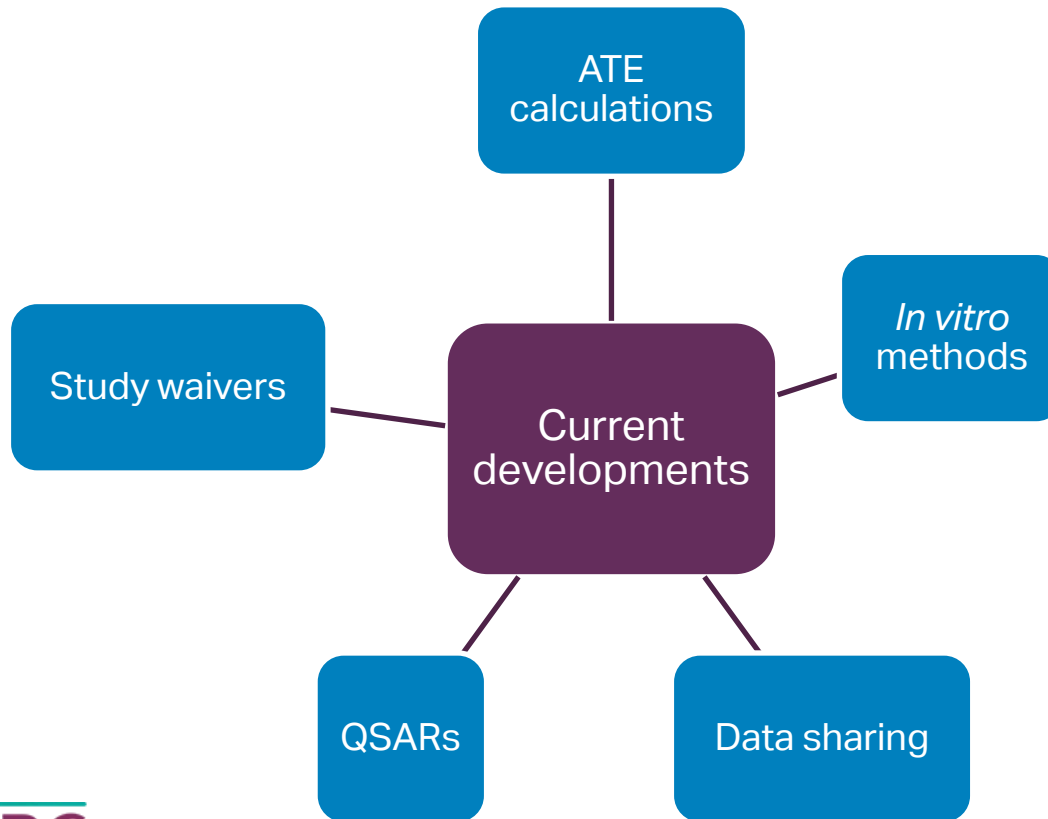 ATE
calculations
In vitro
methods
Study waivers
Current
developments
QSARs
Data sharing